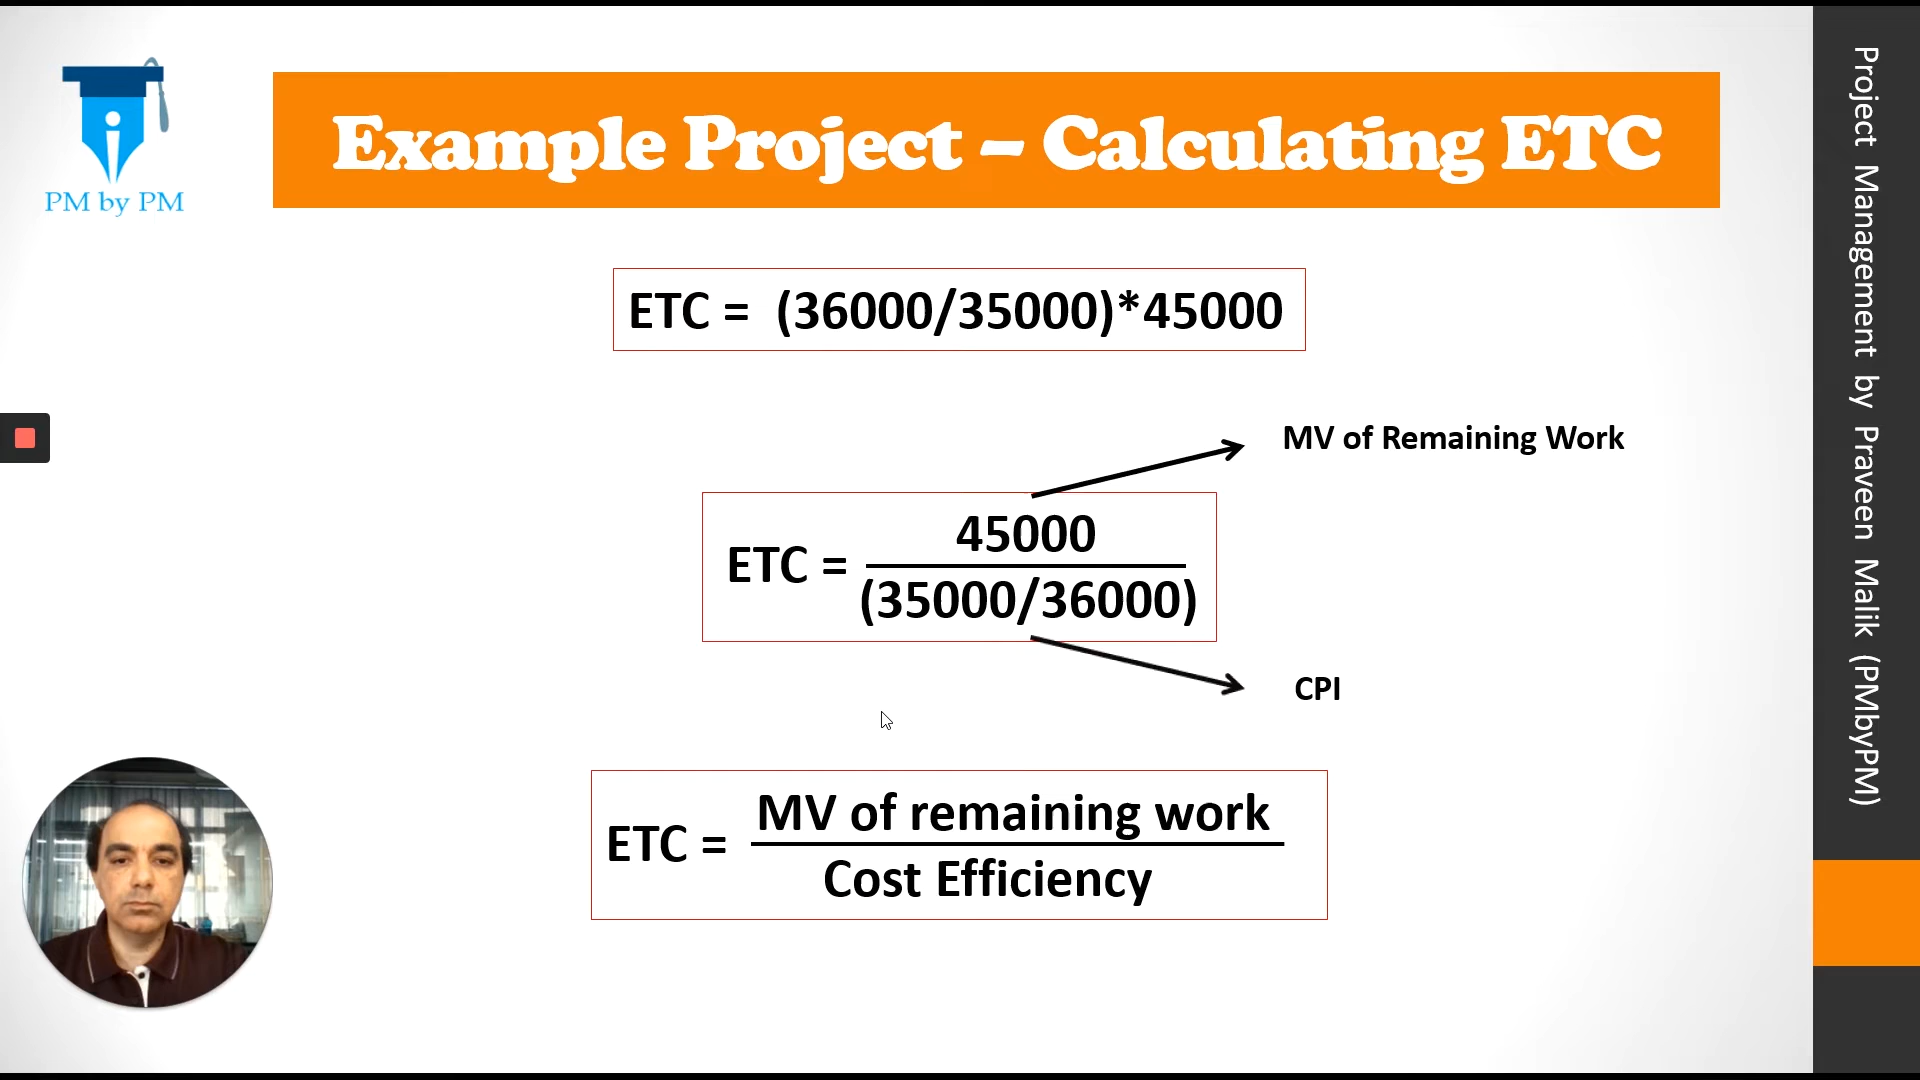 PM by PM
Example Project – Calculating ETC
ETC = (36000/35000)*45000
MV of Remaining Work
ETC =
45000
(35000/36000)
CPI
ETC =
MV of remaining work
Cost Efficiency
Project Management by Praveen Malik (PMbyPM)